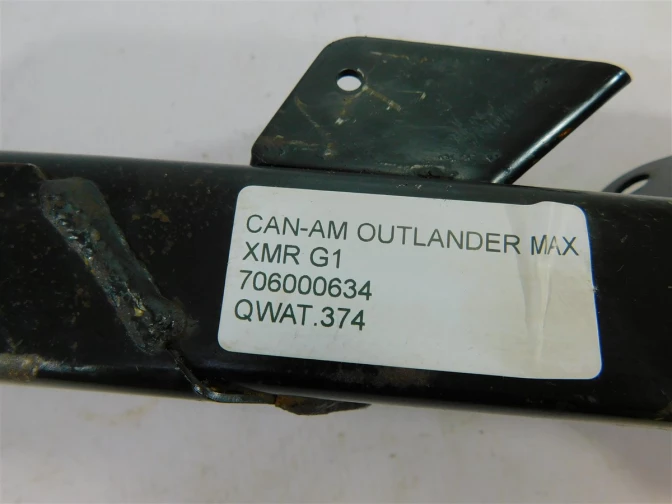 CAN-AM OUTLANDER MAX
XMR G1
706000634
QWAT.374